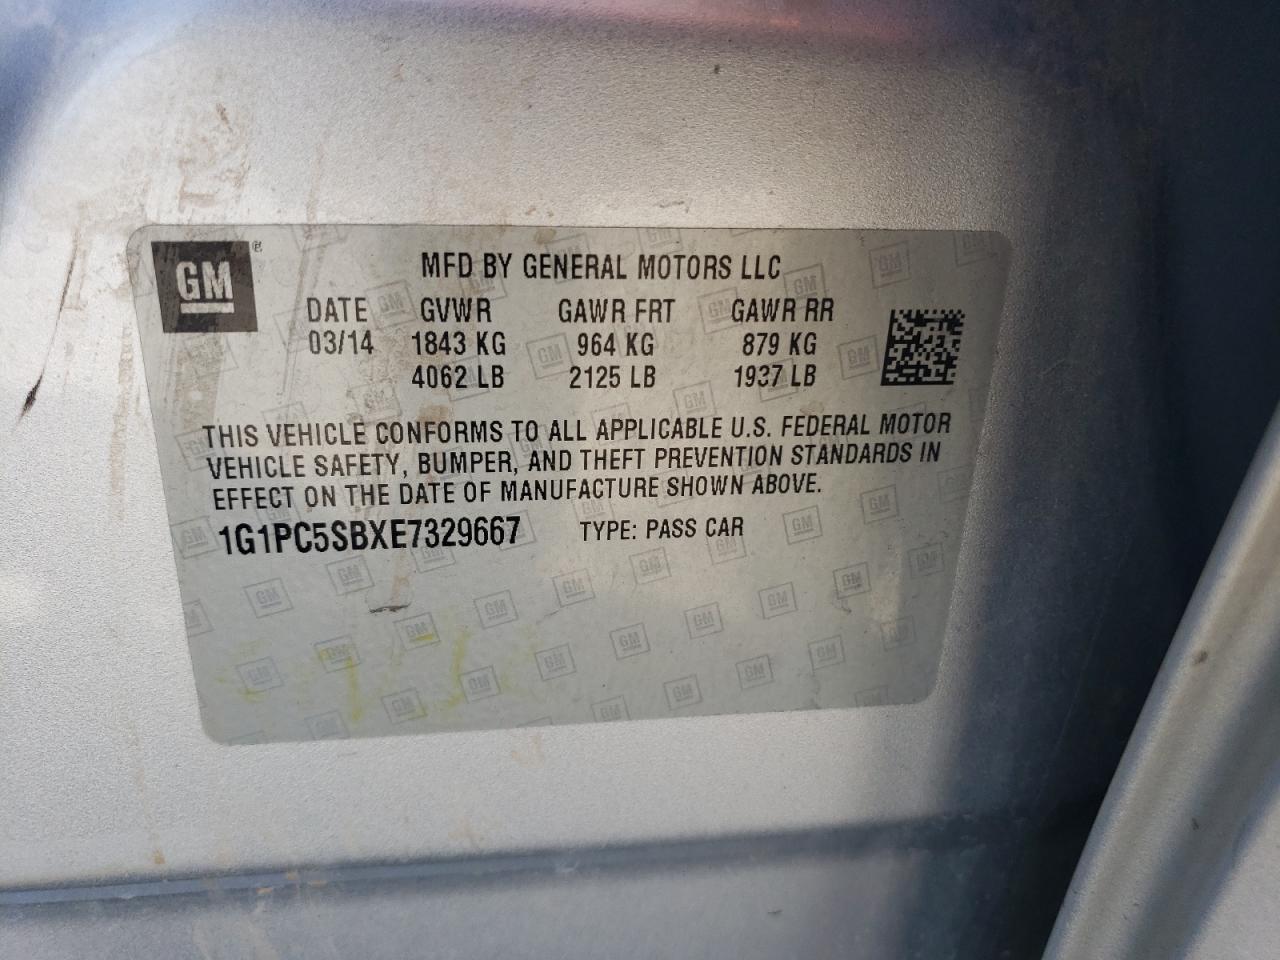 GM ®
MFD BY GENERAL MOTORS LLC
DATE GVWR GAWR FRT GAWR RR
03/14 1843 KG 964 KG 879 KG
4062 LB 2125 LB 1937 LB
THIS VEHICLE CONFORMS TO ALL APPLICABLE U.S. FEDERAL MOTOR
VEHICLE SAFETY, BUMPER, AND THEFT PREVENTION STANDARDS IN
EFFECT ON THE DATE OF MANUFACTURE SHOWN ABOVE.
1G1PC5SBXE7329667 TYPE: PASS CAR